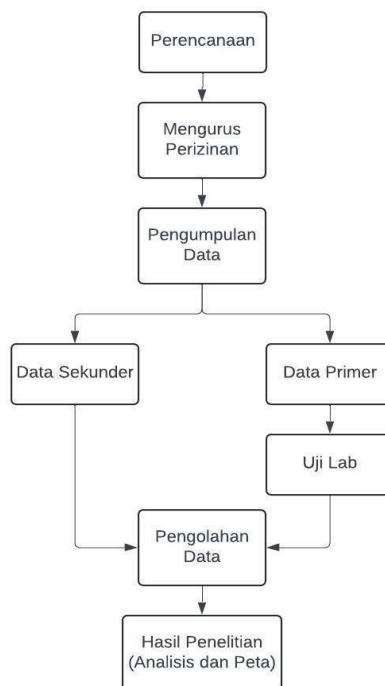 Perencanaan
Mengurus
Perizinan
Pengumpulan
Data
Data Sekunder
Data Primer
Uji Lab
Pengolahan
Data
Hasil Penelitian
(Analisis dan Peta)